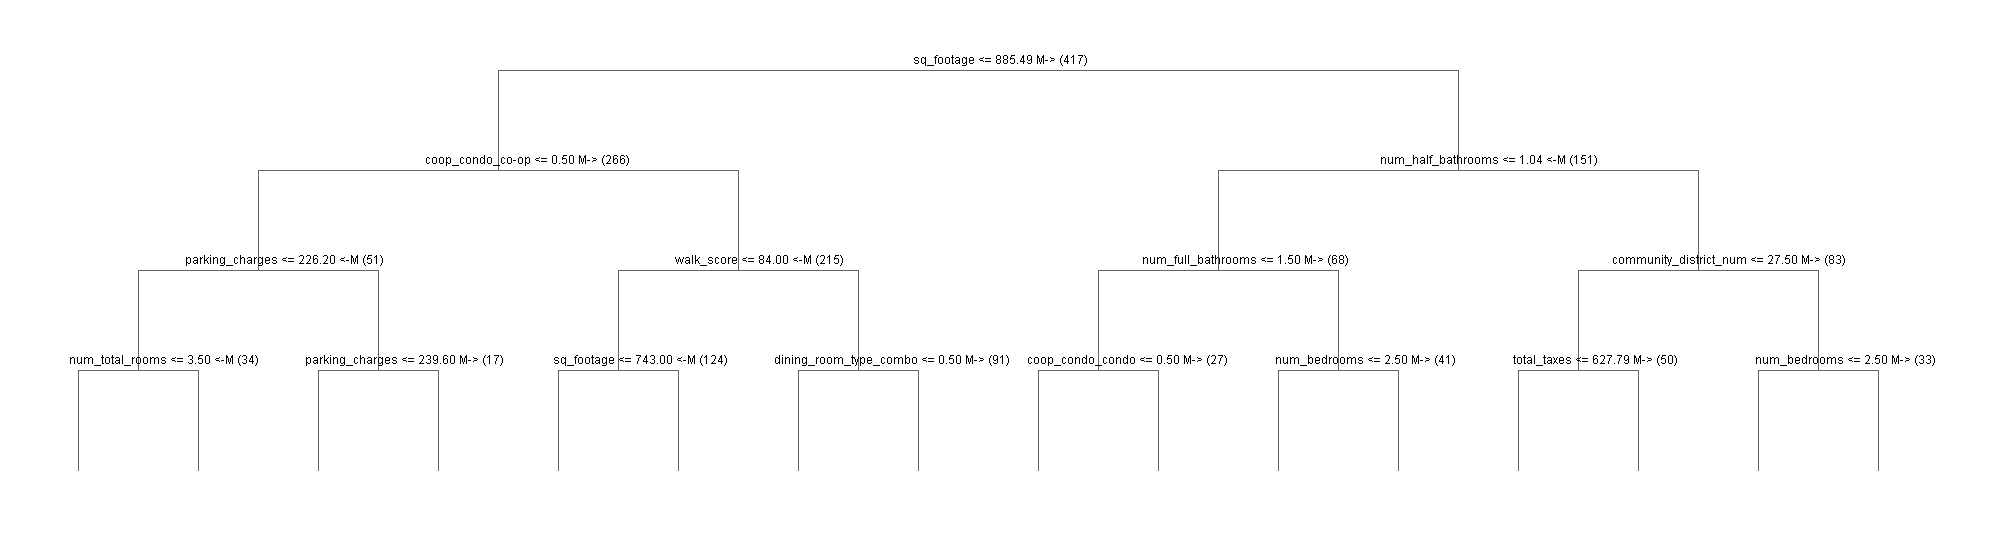 sq_footage <= 885.49 M-> (417)
coop_condo_co-op <= 0.50 M-> (266)
num_half_bathrooms <= 1.04 <-M (151)
parking_charges <= 226.20 <-M (51)
walk_score <= 84.00 <-M (215)
num_full_bathrooms <= 1.50 M-> (68)
community_district_num <= 27.50 M-> (83)
num_total_rooms <= 3.50 <-M (34)
parking_charges <= 239.60 M-> (17)
sq_footage <= 743.00 <-M (124)
dining_room_type_combo <= 0.50 M-> (91)
coop_condo_condo <= 0.50 M-> (27)
num_bedrooms <= 2.50 M-> (41)
total_taxes <= 627.79 M-> (50)
num_bedrooms <= 2.50 M-> (33)